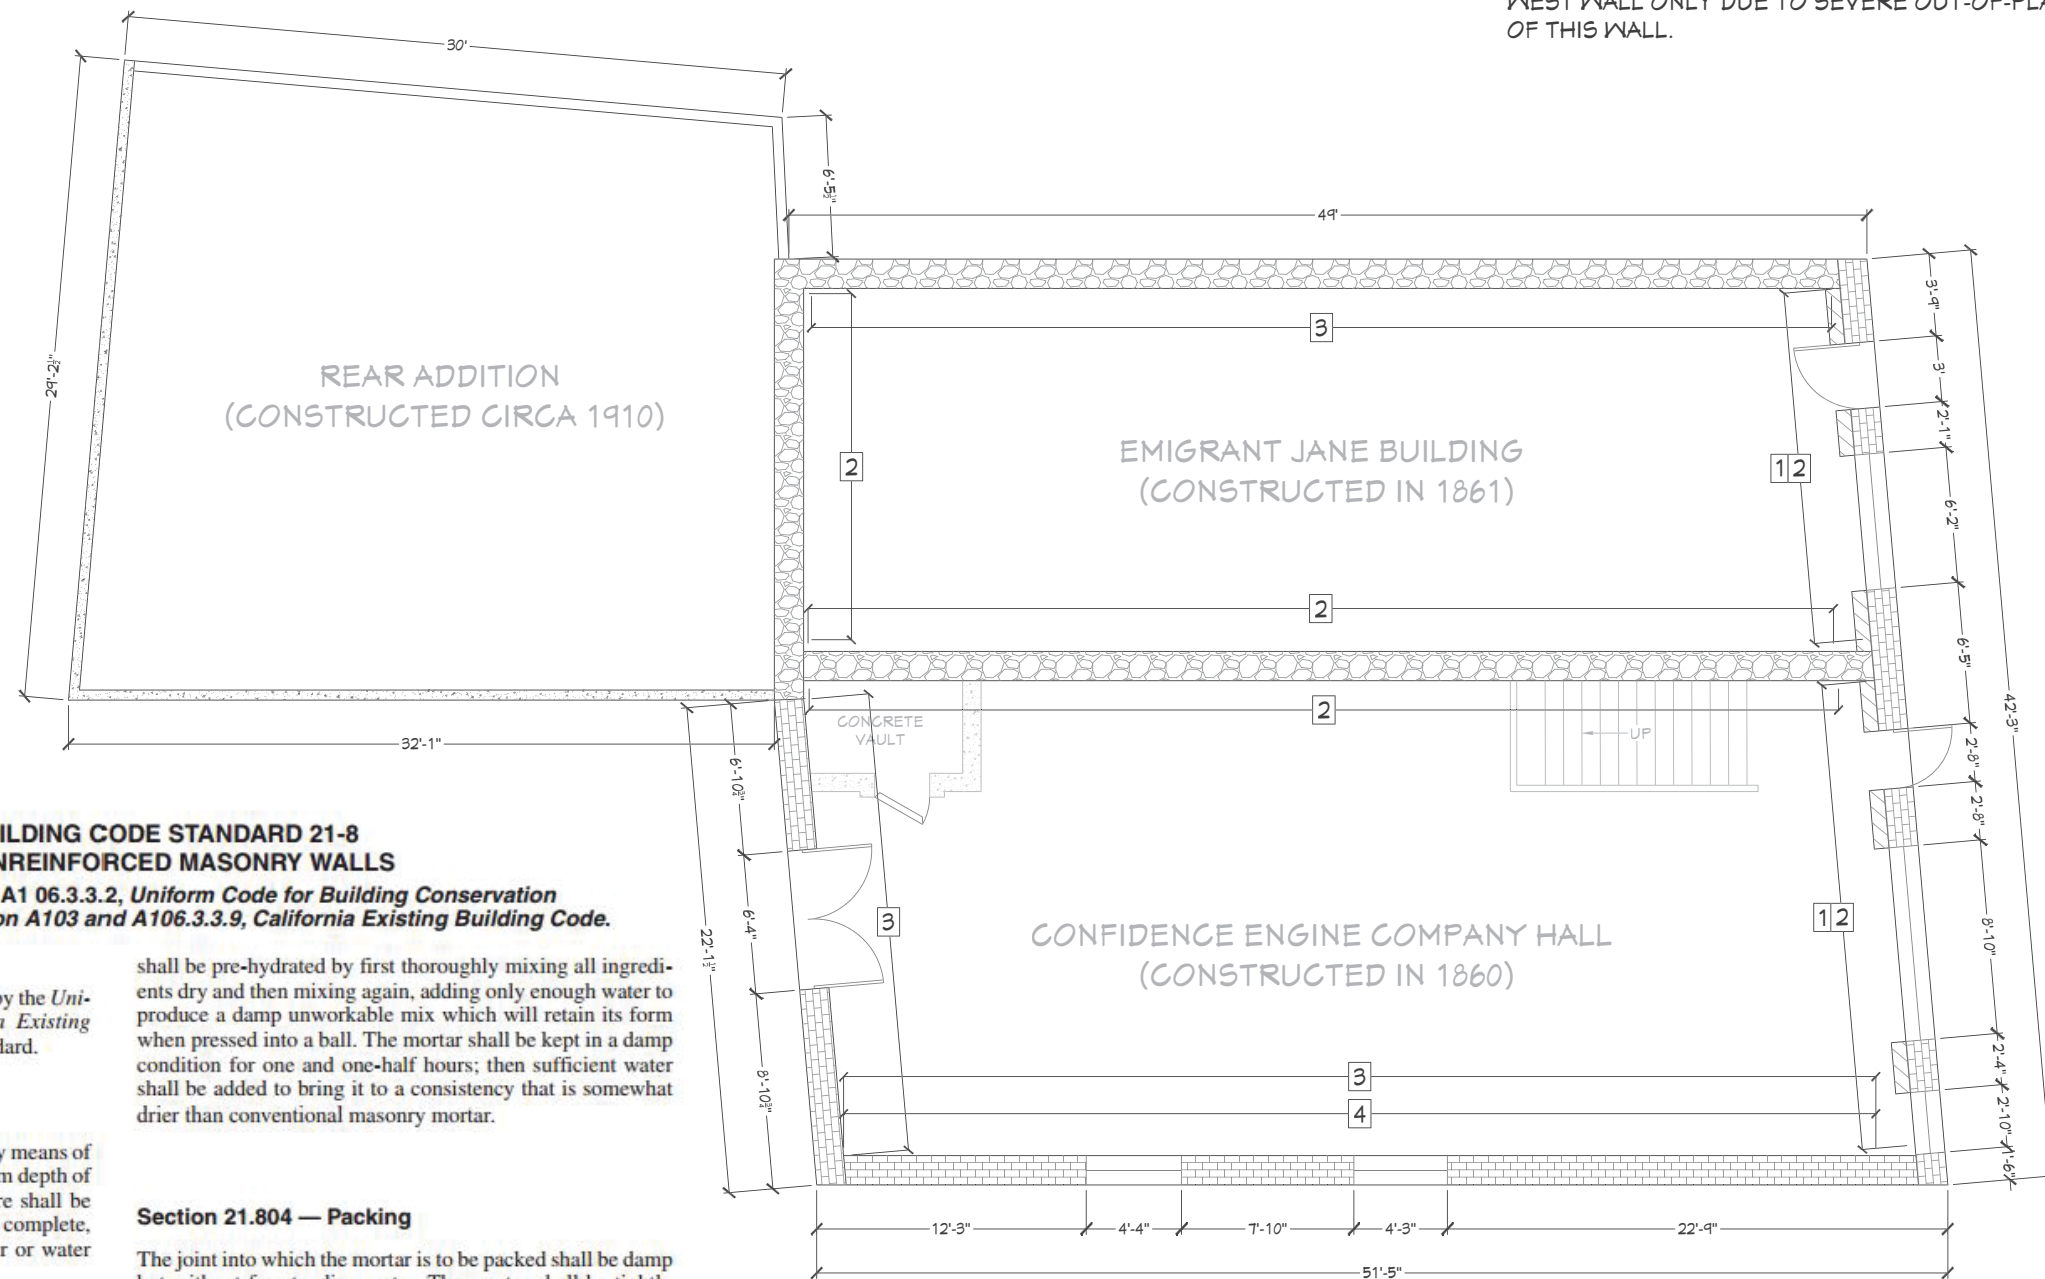 WEST WALL ONLY DUE TO SEVERE OUT-OF-PLA
OF THIS WALL.
30'
6'-5½"
49'
29'-2½"
REAR ADDITION
(CONSTRUCTED CIRCA 1910)
3
3'-9"
3'
2'-1"
2
EMIGRANT JANE BUILDING
(CONSTRUCTED IN 1861)
1 2
6'-2"
2
6'-5"
42'-3"
32'-1"
CONCRETE
VAULT
2
UP
2'-8"
2'-8"
6'-10¾"
6'-4"
22'-1½"
8'-10¾"
3
CONFIDENCE ENGINE COMPANY HALL
(CONSTRUCTED IN 1860)
1 2
8'-10"
2'-4"
2'-10"
1'-6"
3
4
12'-3"
4'-4"
7'-10"
4'-3"
22'-9"
51'-5"
ILDING CODE STANDARD 21-8
NREINFORCED MASONRY WALLS
A1 06.3.3.2, Uniform Code for Building Conservation
on A103 and A106.3.3.9, California Existing Building Code.
by the Uni-
a Existing
dard.
y means of
m depth of
re shall be
complete,
r or water
shall be pre-hydrated by first thoroughly mixing all ingredi-
ents dry and then mixing again, adding only enough water to
produce a damp unworkable mix which will retain its form
when pressed into a ball. The mortar shall be kept in a damp
condition for one and one-half hours; then sufficient water
shall be added to bring it to a consistency that is somewhat
drier than conventional masonry mortar.
Section 21.804 — Packing
The joint into which the mortar is to be packed shall be damp